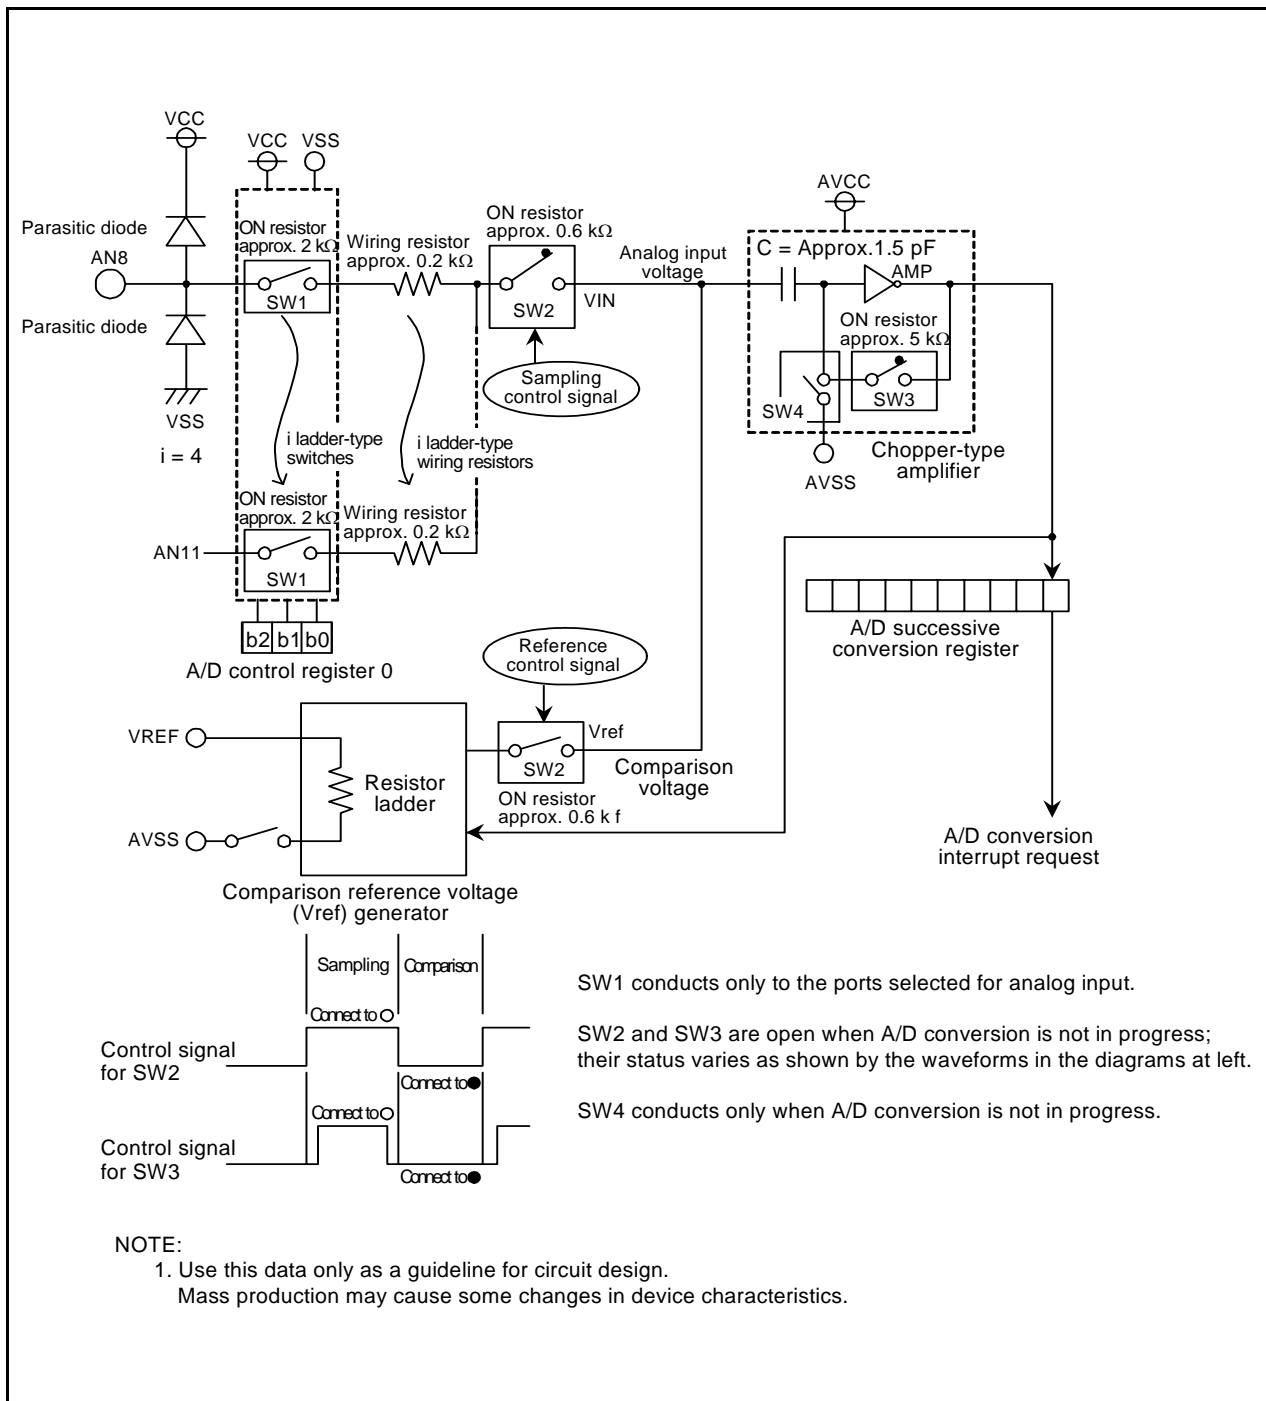 VCC
VCC VSS
AVCC
Parasitic diode
AN8
Parasitic diode
VSS
i = 4
ON resistor
approx. 2 kΩ
SW1
Wiring resistor
approx. 0.2 kΩ
ON resistor
approx. 0.6 kΩ
SW2
VIN
Analog input
voltage
Sampling
control signal
C = Approx.1.5 pF
AMP
ON resistor
approx. 5 kΩ
SW3
SW4
AVSS
Chopper-type
amplifier
i ladder-type
switches
i ladder-type
wiring resistors
ON resistor
approx. 2 kΩ
Wiring resistor
approx. 0.2 kΩ
AN11
SW1
b2 b1 b0
A/D control register 0
A/D successive
conversion register
Reference
control signal
VREF
AVSS
Resistor
ladder
Vref
SW2
Comparison
voltage
ON resistor
approx. 0.6 k f
A/D conversion
interrupt request
Comparison reference voltage
(Vref) generator
Sampling Comparison
Connect to ○
Control signal
for SW2
Connect to ●
Connect to ○
Control signal
for SW3
Connect to ●
SW1 conducts only to the ports selected for analog input.
SW2 and SW3 are open when A/D conversion is not in progress;
their status varies as shown by the waveforms in the diagrams at left.
SW4 conducts only when A/D conversion is not in progress.
NOTE:
1. Use this data only as a guideline for circuit design.
Mass production may cause some changes in device characteristics.